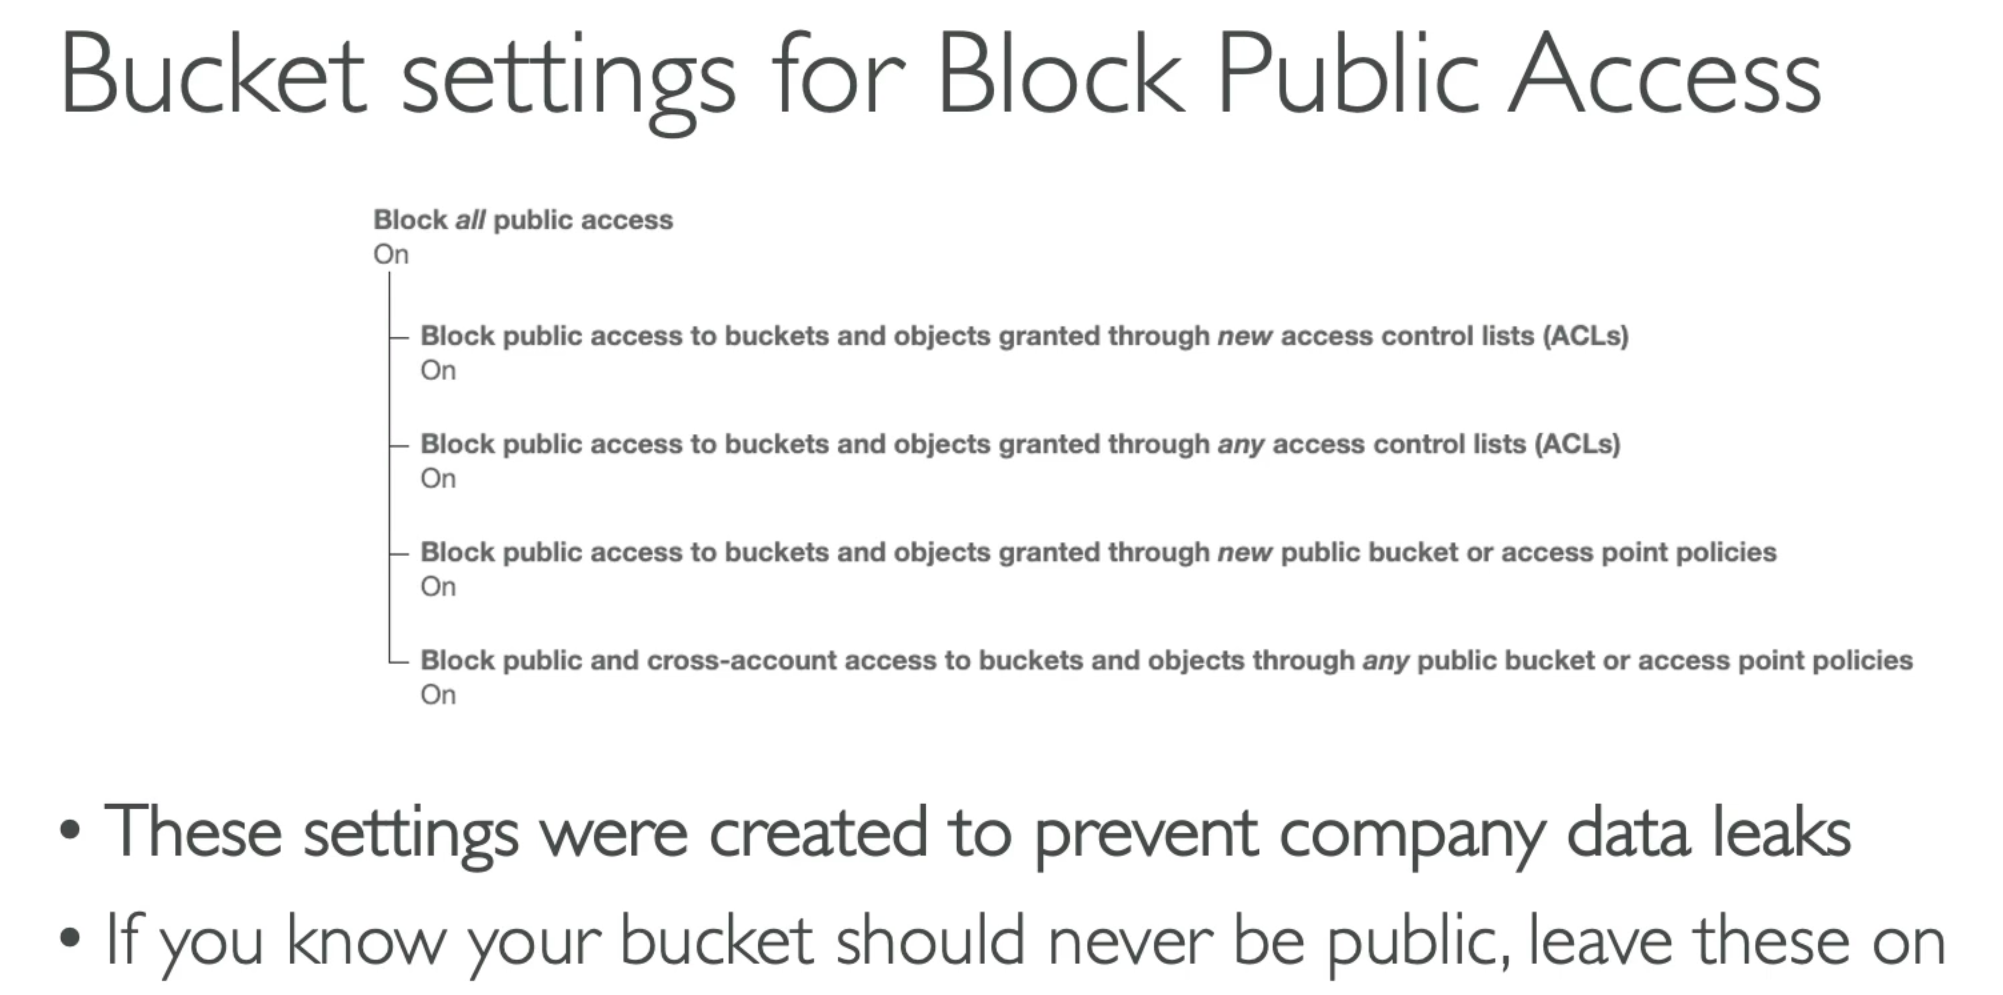 Bucket settings for Block Public Access
Block all public access
On
Block public access to buckets and objects granted through new access control lists (ACLs)
On
Block public access to buckets and objects granted through any access control lists (ACLs)
On
Block public access to buckets and objects granted through new public bucket or access point policies
On
Block public and cross-account access to buckets and objects through any public bucket or access point policies
On
• These settings were created to prevent company data leaks
• If you know your bucket should never be public, leave these on